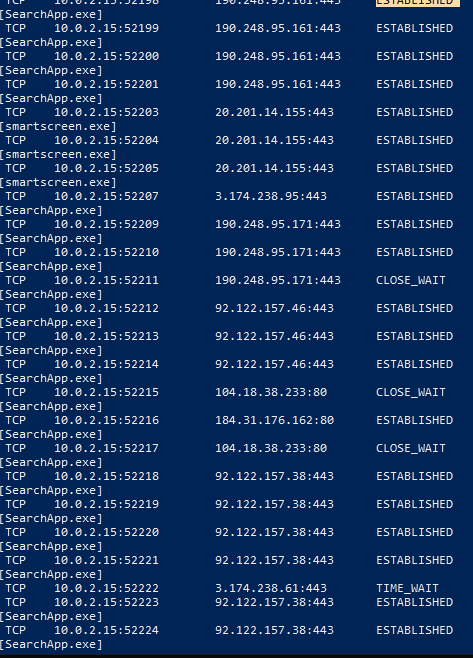 TCP 10.0.2.15:52198 190.248.95.161:443 ESTABLISHED
[SearchApp.exe]
TCP 10.0.2.15:52199 190.248.95.161:443 ESTABLISHED
[SearchApp.exe]
TCP 10.0.2.15:52200 190.248.95.161:443 ESTABLISHED
[SearchApp.exe]
TCP 10.0.2.15:52201 190.248.95.161:443 ESTABLISHED
[SearchApp.exe]
TCP 10.0.2.15:52203 20.201.14.155:443 ESTABLISHED
[smartscreen.exe]
TCP 10.0.2.15:52204 20.201.14.155:443 ESTABLISHED
[smartscreen.exe]
TCP 10.0.2.15:52205 20.201.14.155:443 ESTABLISHED
[smartscreen.exe]
TCP 10.0.2.15:52207 3.174.238.95:443 ESTABLISHED
[SearchApp.exe]
TCP 10.0.2.15:52209 190.248.95.171:443 ESTABLISHED
[SearchApp.exe]
TCP 10.0.2.15:52210 190.248.95.171:443 ESTABLISHED
[SearchApp.exe]
TCP 10.0.2.15:52211 190.248.95.171:443 CLOSE_WAIT
[SearchApp.exe]
TCP 10.0.2.15:52212 92.122.157.46:443 ESTABLISHED
[SearchApp.exe]
TCP 10.0.2.15:52213 92.122.157.46:443 ESTABLISHED
[SearchApp.exe]
TCP 10.0.2.15:52214 92.122.157.46:443 ESTABLISHED
[SearchApp.exe]
TCP 10.0.2.15:52215 104.18.38.233:80 CLOSE_WAIT
[SearchApp.exe]
TCP 10.0.2.15:52216 184.31.176.162:80 ESTABLISHED
[SearchApp.exe]
TCP 10.0.2.15:52217 104.18.38.233:80 CLOSE_WAIT
[SearchApp.exe]
TCP 10.0.2.15:52218 92.122.157.38:443 ESTABLISHED
[SearchApp.exe]
TCP 10.0.2.15:52219 92.122.157.38:443 ESTABLISHED
[SearchApp.exe]
TCP 10.0.2.15:52220 92.122.157.38:443 ESTABLISHED
[SearchApp.exe]
TCP 10.0.2.15:52221 92.122.157.38:443 ESTABLISHED
[SearchApp.exe]
TCP 10.0.2.15:52222 3.174.238.61:443 TIME_WAIT
TCP 10.0.2.15:52223 92.122.157.38:443 ESTABLISHED
[SearchApp.exe]
TCP 10.0.2.15:52224 92.122.157.38:443 ESTABLISHED
[SearchApp.exe]